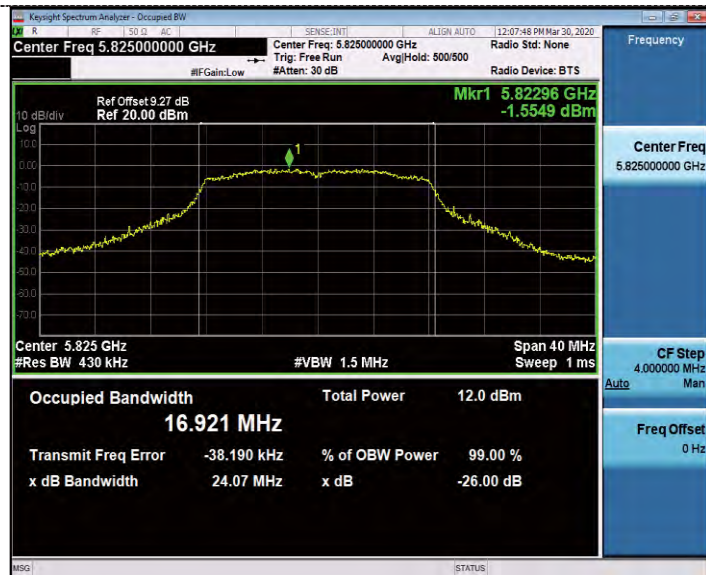 Keysight Spectrum Analyzer - Occupied BW
R RF 50 Ω AC SENSE:INT ALIGN AUTO 12:07:48 PM Mar 30, 2020
Center Freq 5.825000000 GHz
Center Freq: 5.825000000 GHz
Radio Std: None
Trig: Free Run Avg|Hold: 500/500
#IFGain:Low #Atten: 30 dB Radio Device: BTS
Frequency
Ref Offset 9.27 dB
Mkr1 5.82296 GHz
10 dB/div Ref 20.00 dBm -1.5549 dBm
Log
10.0
0.00
-10.0
-20.0
-30.0
-40.0
-50.0
-60.0
-70.0
1
Center 5.825 GHz Span 40 MHz
#Res BW 430 kHz #VBW 1.5 MHz Sweep 1 ms
Occupied Bandwidth Total Power 12.0 dBm
16.921 MHz
Transmit Freq Error -38.190 kHz % of OBW Power 99.00 %
x dB Bandwidth 24.07 MHz x dB -26.00 dB
Center Freq
5.825000000 GHz
CF Step
4.000000 MHz
Auto Man
Freq Offset
0 Hz
MSG STATUS